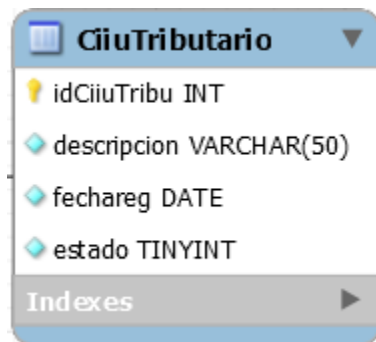 CiiuTributario
idCiiuTribu INT
descripcion VARCHAR(50)
fechareg DATE
estado TINYINT
Indexes